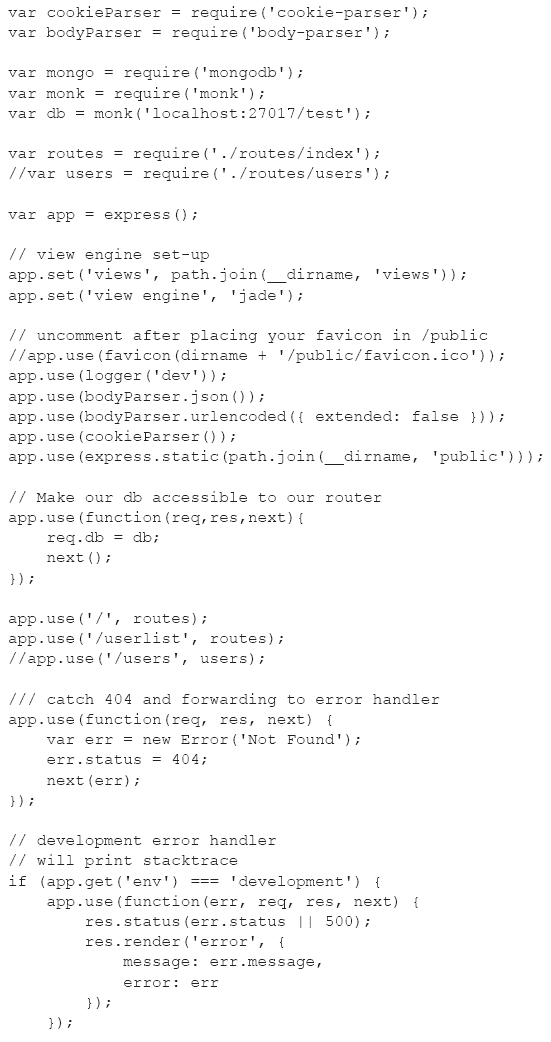 var cookieParser = require('cookie-parser');
var bodyParser = require('body-parser');

var mongo = require('mongodb');
var monk = require('monk');
var db = monk('localhost:27017/test');

var routes = require('./routes/index');
//var users = require('./routes/users');

var app = express();

// view engine set-up
app.set('views', path.join(__dirname, 'views'));
app.set('view engine', 'jade');

// uncomment after placing your favicon in /public
//app.use(favicon(dirname + '/public/favicon.ico'));
app.use(logger('dev'));
app.use(bodyParser.json());
app.use(bodyParser.urlencoded({ extended: false }));
app.use(cookieParser());
app.use(express.static(path.join(__dirname, 'public')));

// Make our db accessible to our router
app.use(function(req,res,next){
    req.db = db;
    next();
});

app.use('/', routes);
app.use('/userlist', routes);
//app.use('/users', users);

/// catch 404 and forwarding to error handler
app.use(function(req, res, next) {
    var err = new Error('Not Found');
    err.status = 404;
    next(err);
});

// development error handler
// will print stacktrace
if (app.get('env') === 'development') {
    app.use(function(err, req, res, next) {
        res.status(err.status || 500);
        res.render('error', {
            message: err.message,
            error: err
        });
    });